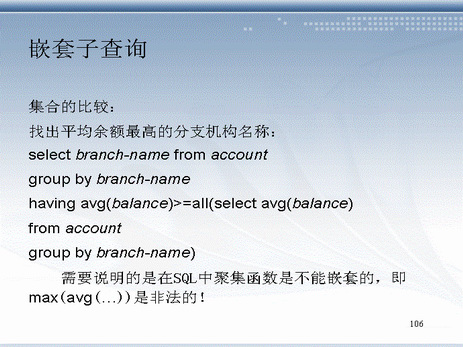 嵌套子查询
集合的比较：
找出平均余额最高的分支机构名称：
select branch-name from account
group by branch-name
having avg(balance)>=all(select avg(balance)
from account
group by branch-name)
需要说明的是在SQL中聚集函数是不能嵌套的，即
max(avg(…))是非法的！
106